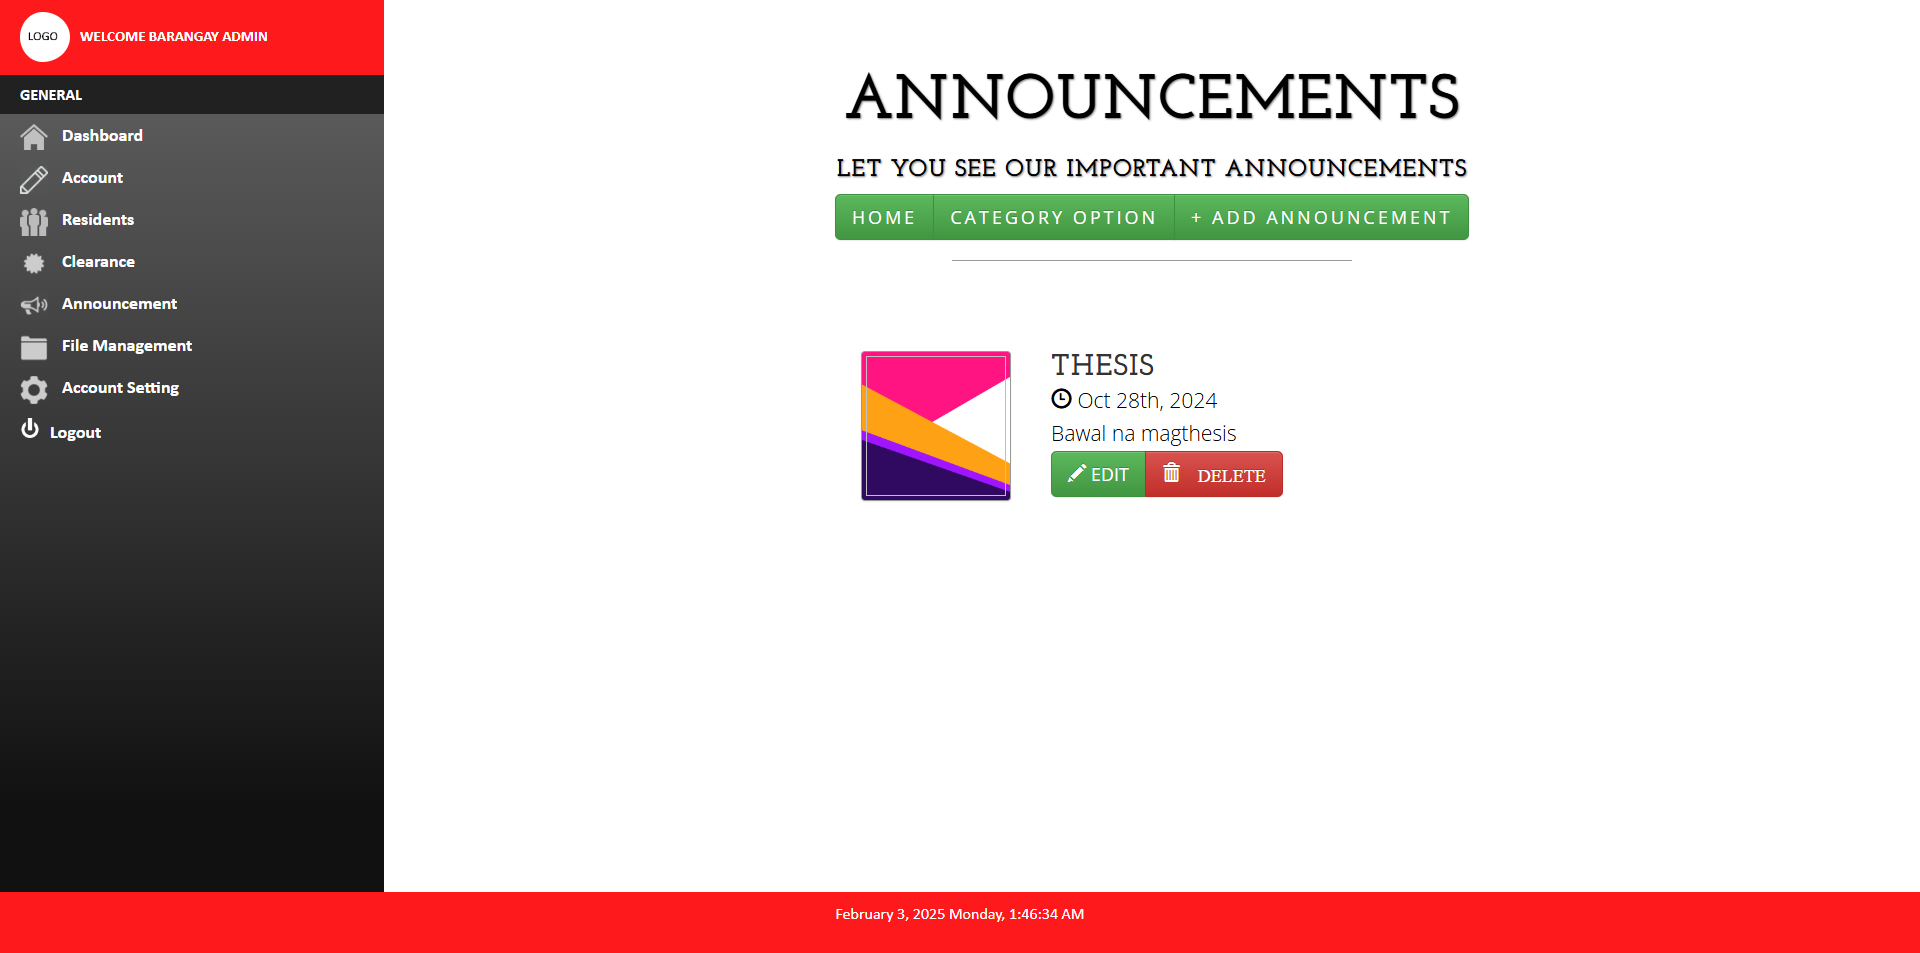 LOGO
WELCOME BARANGAY ADMIN
GENERAL
Dashboard
Account
Residents
Clearance
Announcement
File Management
Account Setting
Logout
ANNOUNCEMENTS
LET YOU SEE OUR IMPORTANT ANNOUNCEMENTS
HOME CATEGORY OPTION + ADD ANNOUNCEMENT
THESIS
Oct 28th, 2024
Bawal na magthesis
EDIT DELETE
February 3, 2025 Monday, 1:46:34 AM